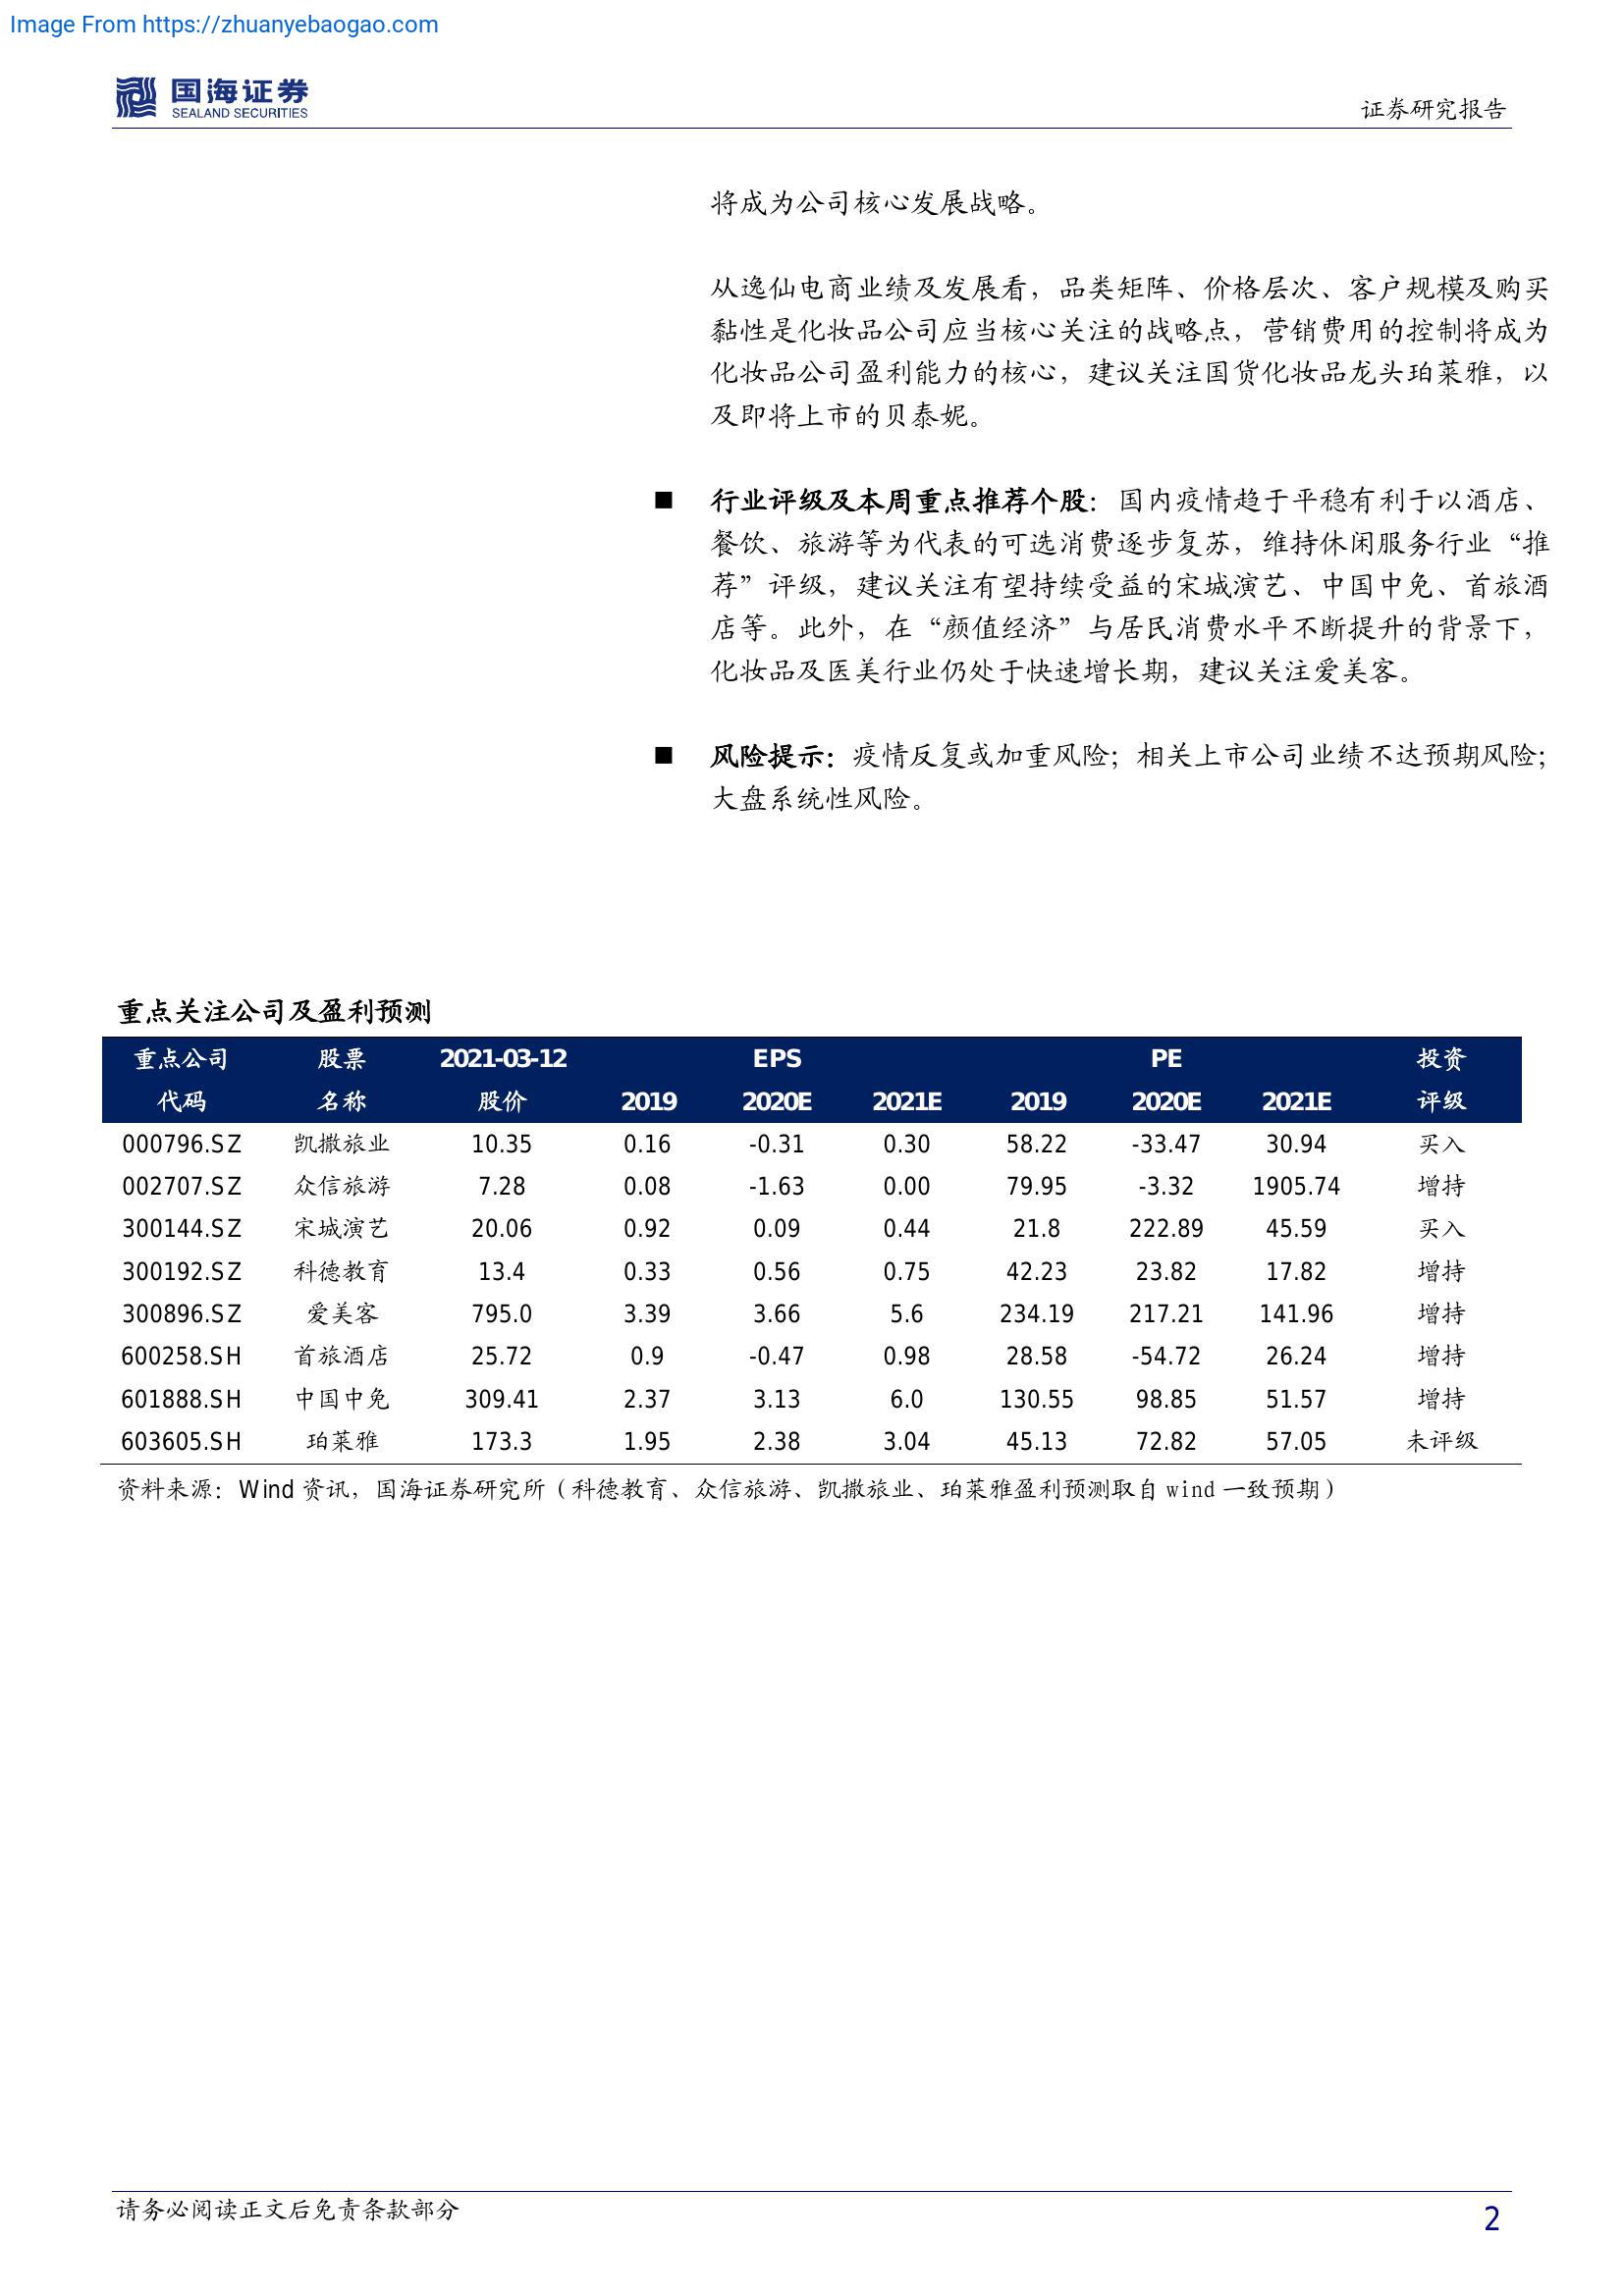 Image From https://zhuanyebaogao.com
国海证券
SEALAND SECURITIES
证券研究报告
将成为公司核心发展战略。
从逸仙电商业绩及发展看，品类矩阵、价格层次、客户规模及购买
黏性是化妆品公司应当核心关注的战略点，营销费用的控制将成为
化妆品公司盈利能力的核心，建议关注国货化妆品龙头珀莱雅，以
及即将上市的贝泰妮。
■ 行业评级及本周重点推荐个股：国内疫情趋于平稳有利于以酒店、
餐饮、旅游等为代表的可选消费逐步复苏，维持休闲服务行业“推
荐”评级，建议关注有望持续受益的宋城演艺、中国中免、首旅酒
店等。此外，在“颜值经济”与居民消费水平不断提升的背景下，
化妆品及医美行业仍处于快速增长期，建议关注爱美客。
■ 风险提示：疫情反复或加重风险；相关上市公司业绩不达预期风险；
大盘系统性风险。
重点关注公司及盈利预测
重点公司 股票 2021-03-12 EPS PE 投资
代码 名称 股价 2019 2020E 2021E 2019 2020E 2021E 评级
000796.SZ 凯撒旅业 10.35 0.16 -0.31 0.30 58.22 -33.47 30.94 买入
002707.SZ 众信旅游 7.28 0.08 -1.63 0.00 79.95 -3.32 1905.74 增持
300144.SZ 宋城演艺 20.06 0.92 0.09 0.44 21.8 222.89 45.59 买入
300192.SZ 科德教育 13.4 0.33 0.56 0.75 42.23 23.82 17.82 增持
300896.SZ 爱美客 795.0 3.39 3.66 5.6 234.19 217.21 141.96 增持
600258.SH 首旅酒店 25.72 0.9 -0.47 0.98 28.58 -54.72 26.24 增持
601888.SH 中国中免 309.41 2.37 3.13 6.0 130.55 98.85 51.57 增持
603605.SH 珀莱雅 173.3 1.95 2.38 3.04 45.13 72.82 57.05 未评级
资料来源：Wind 资讯，国海证券研究所（科德教育、众信旅游、凯撒旅业、珀莱雅盈利预测取自 wind 一致预期）
请务必阅读正文后免责条款部分
2